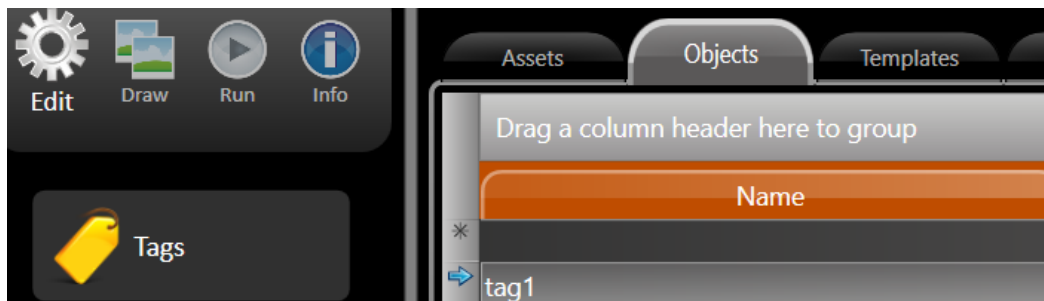 Edit
Draw
Run
Info
Tags
Assets
Objects
Templates
Drag a column header here to group
Name
tag1